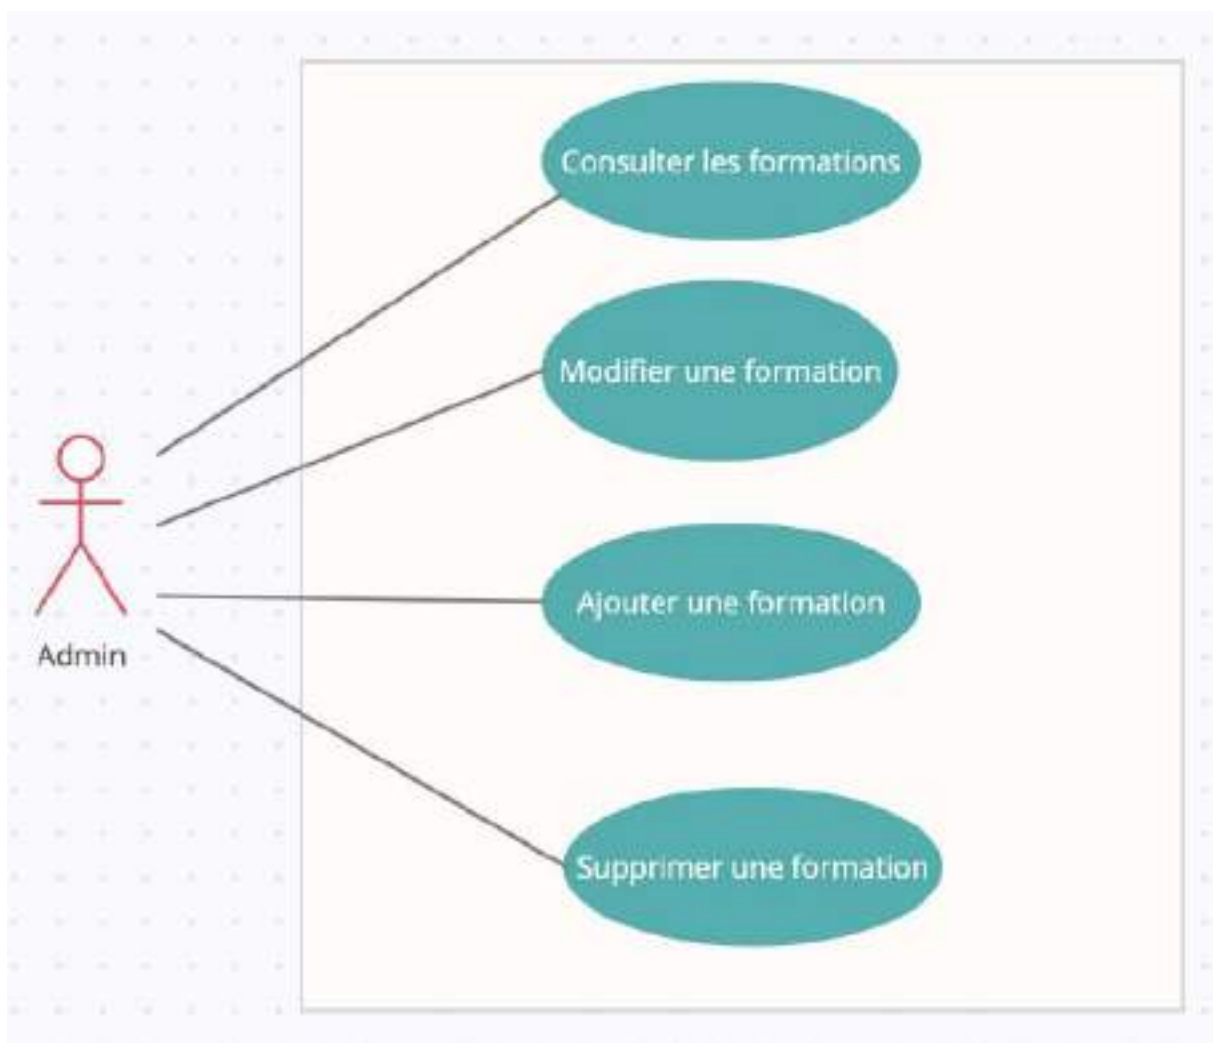 Consulter les formations
Modifier une formation
Ajouter une formation
Admin
Supprimer une formation